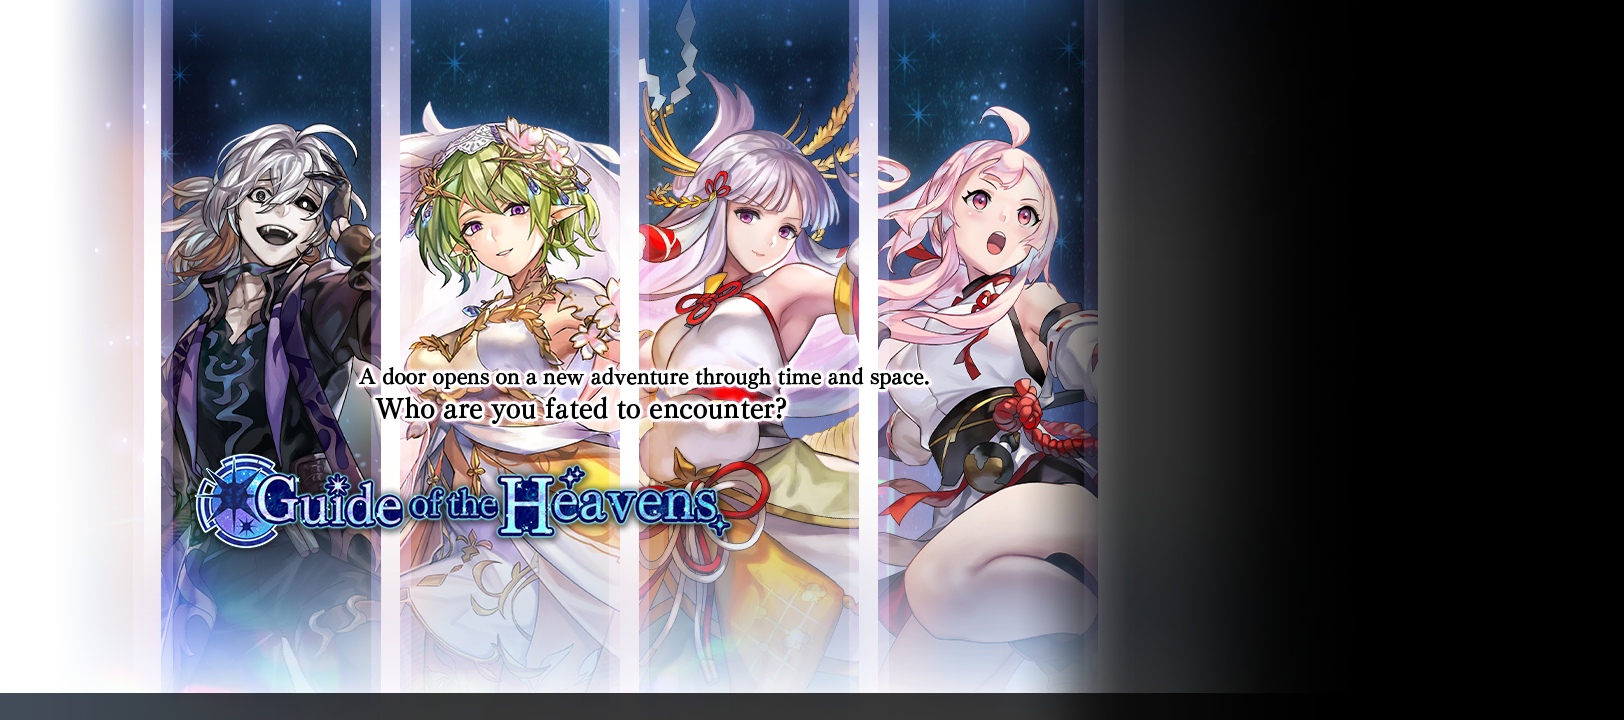 A door opens on a new adventure through time and space.
Who are you fated to encounter?
Guide of the Heavens